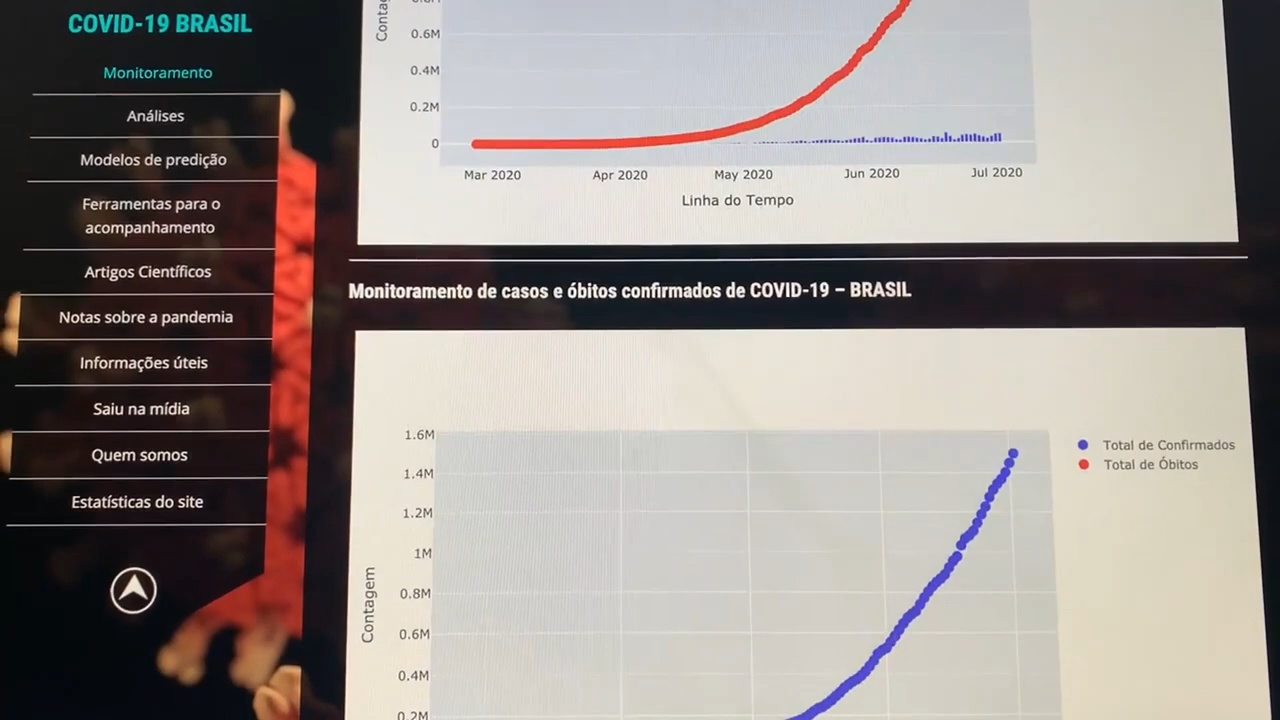 COVID-19 BRASIL
Monitoramento
Análises
Modelos de predição
Ferramentas para o
acompanhamento
Artigos Científicos
Notas sobre a pandemia
Informações úteis
Saiu na mídia
Quem somos
Estatísticas do site
0.6M
0.4M
0.2M
0
Mar 2020
Apr 2020
May 2020
Jun 2020
Jul 2020
Linha do Tempo
Monitoramento de casos e óbitos confirmados de COVID-19 – BRASIL
Total de Confirmados
Total de Óbitos
1.6M
1.4M
1.2M
1M
0.8M
0.6M
0.4M
0.2M
Contagem